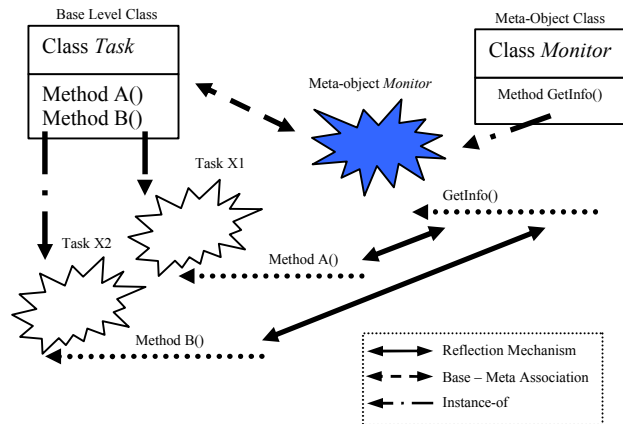 Base Level Class
Meta-Object Class
Class Task
Class Monitor
Method A()
Method B()
Method GetInfo()
Meta-object Monitor
Task X1
GetInfo()
Task X2
Method A()
Method B()
Reflection Mechanism
Base – Meta Association
Instance-of